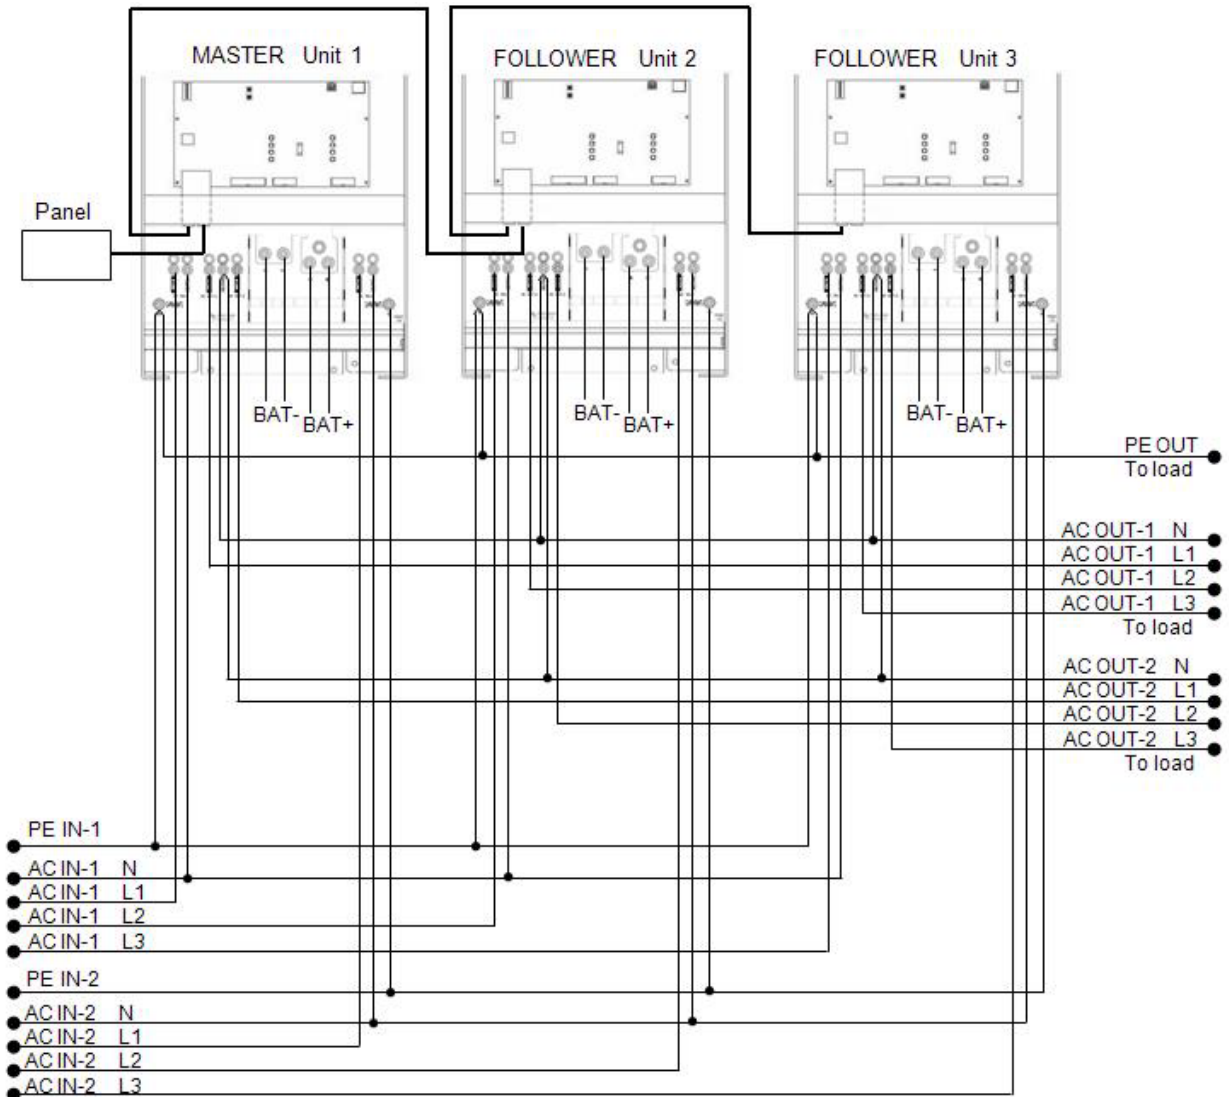 MASTER Unit 1
FOLLOWER Unit 2
FOLLOWER Unit 3
Panel
BAT-
BAT+
BAT-
BAT+
BAT-
BAT+
PE OUT
To load
AC OUT-1 N
AC OUT-1 L1
AC OUT-1 L2
AC OUT-1 L3
To load
AC OUT-2 N
AC OUT-2 L1
AC OUT-2 L2
AC OUT-2 L3
To load
PE IN-1
AC IN-1 N
AC IN-1 L1
AC IN-1 L2
AC IN-1 L3
PE IN-2
AC IN-2 N
AC IN-2 L1
AC IN-2 L2
AC IN-2 L3